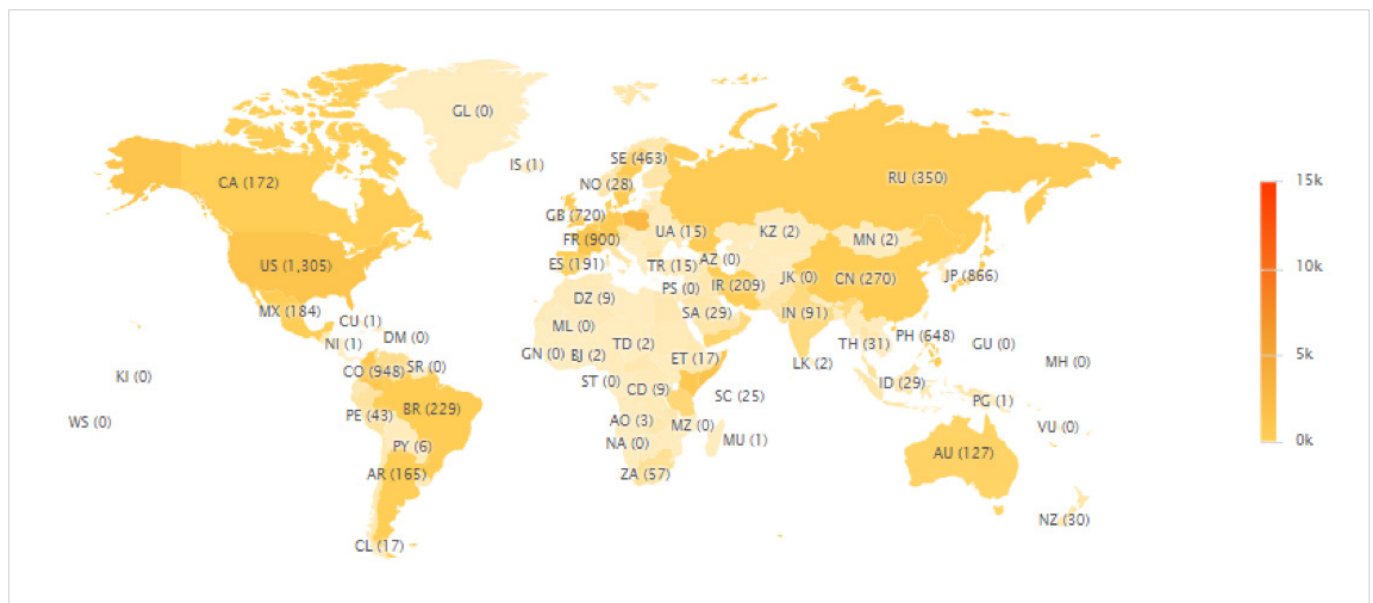 GL (0)
IS (1)
SE (463)
CA (172)
RU (350)
NO (28)
GB (720)
UA (15)
KZ (2)
MN (2)
FR (900)
US (1,305)
ES (191)
TR (15)
AZ (0)
JK (0)
CN (270)
JP (866)
PS (0)
IR (209)
DZ (9)
MX (184)
SA (29)
IN (91)
CU (1)
ML (0)
DM (0)
PH (648)
NI (1)
TD (2)
TH (31)
GU (0)
GN (0)
BJ (2)
ET (17)
LK (2)
MH (0)
CO (948)
SR (0)
KI (0)
ST (0)
CD (9)
ID (29)
SC (25)
PG (1)
BR (229)
PE (43)
WS (0)
AO (3)
MZ (0)
VU (0)
NA (0)
MU (1)
PY (6)
AU (127)
AR (165)
ZA (57)
NZ (30)
CL (17)
15k
10k
5k
0k